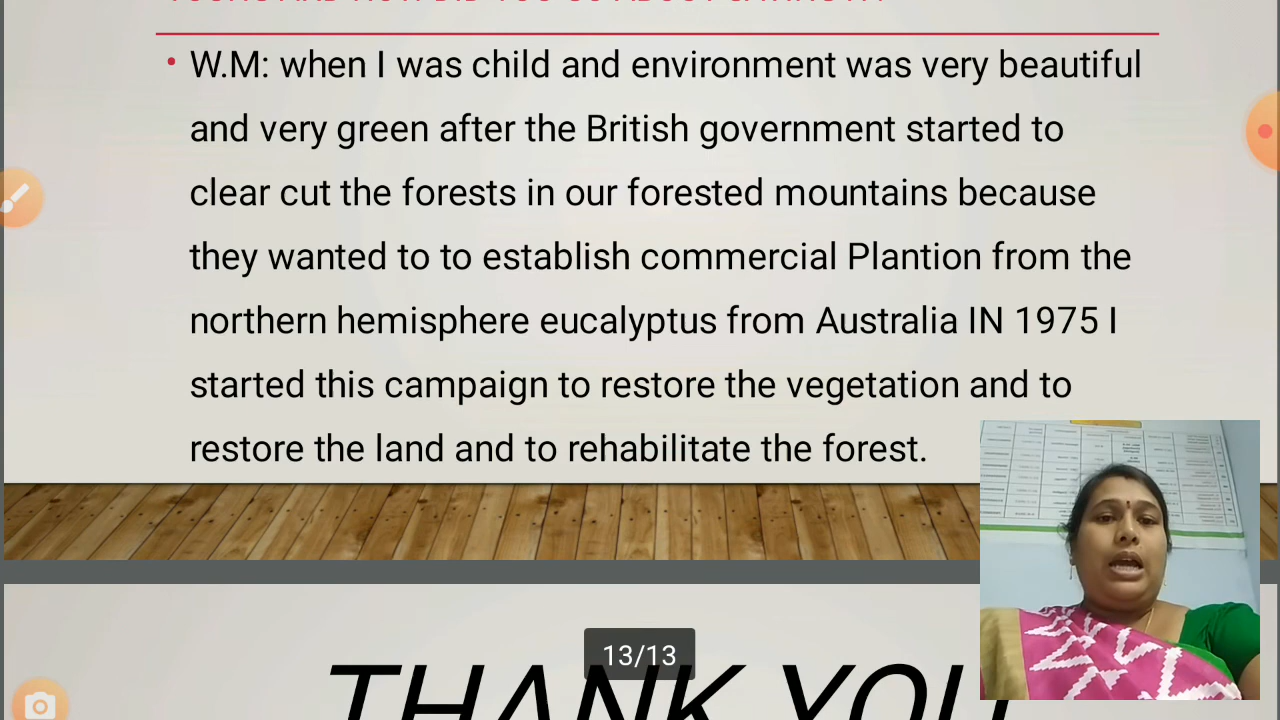 • W.M: when I was child and environment was very beautiful
and very green after the British government started to
clear cut the forests in our forested mountains because
they wanted to to establish commercial Plantion from the
northern hemisphere eucalyptus from Australia IN 1975 I
started this campaign to restore the vegetation and to
restore the land and to rehabilitate the forest.
13/13
THANK YOU